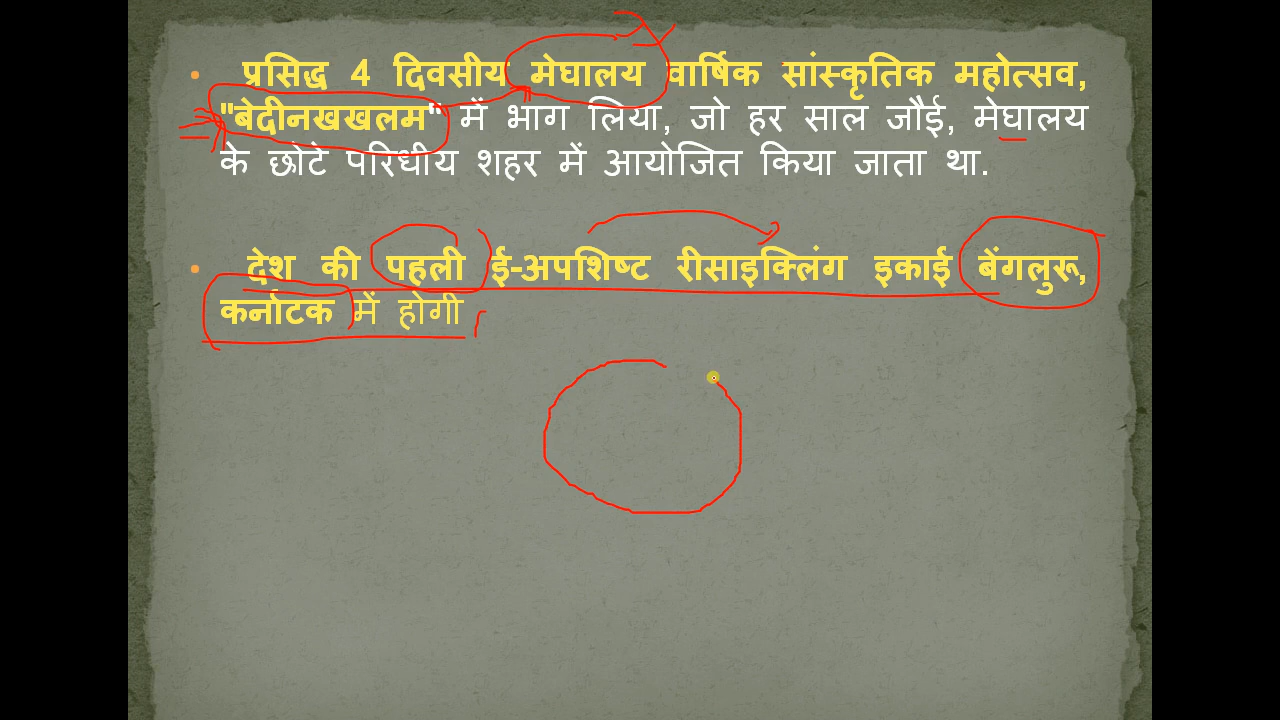 प्रसिद्ध 4 दिवसीय मेघालय वार्षिक सांस्कृतिक महोत्सव,
"बेदीनखखलम" में भाग लिया, जो हर साल जौई, मेघालय
के छोटे परिधीय शहर में आयोजित किया जाता था.
देश की पहली ई-अपशिष्ट रीसाइक्लिंग इकाई बेंगलुरू,
कर्नाटक में होगी